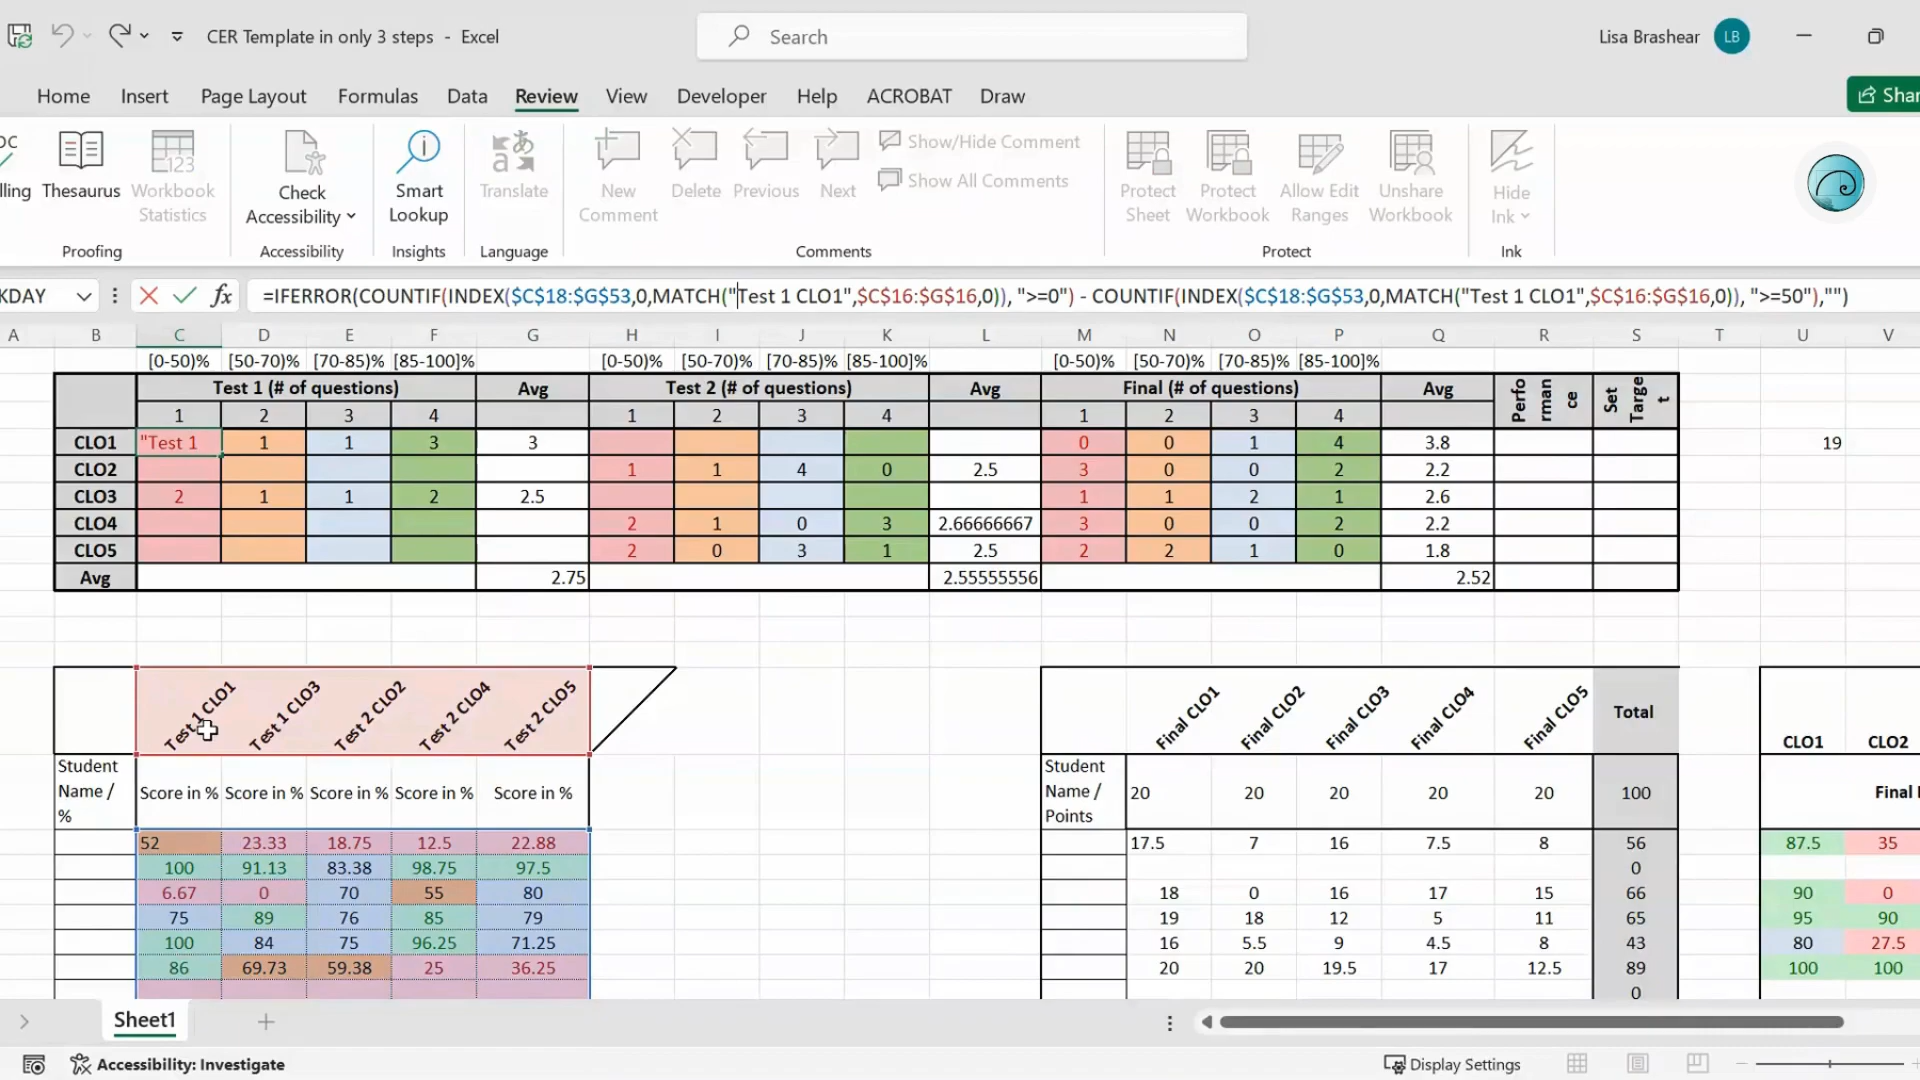 CER Template in only 3 steps - Excel
Search
Lisa Brashear
LB
Home Insert Page Layout Formulas Data Review View Developer Help ACROBAT Draw
Thesaurus
Workbook Statistics
Check Accessibility
Smart Lookup
Translate
New Comment
Delete
Previous
Next
Show/Hide Comment
Show All Comments
Protect Sheet
Protect Workbook
Allow Edit Ranges
Unshare Workbook
Hide Ink
Proofing Accessibility Insights Language Comments Protect Ink
KDAY fx =IFERROR(COUNTIF(INDEX($C$18:$G$53,0,MATCH("Test 1 CLO1",$C$16:$G$16,0)), ">=0") - COUNTIF(INDEX($C$18:$G$53,0,MATCH("Test 1 CLO1",$C$16:$G$16,0)), ">=50"),"")
A B C D E F G H I J K L M N O P Q R S T U V
[0-50)% [50-70)% [70-85)% [85-100]% [0-50)% [50-70)% [70-85)% [85-100]% [0-50)% [50-70)% [70-85)% [85-100]%
Test 1 (# of questions) Avg Test 2 (# of questions) Avg Final (# of questions) Avg
Performance
Set Target
1 2 3 4 1 2 3 4 1 2 3 4
CLO1 "Test 1 1 1 3 3 0 0 1 4 3.8 19
CLO2 1 1 4 0 2.5 3 0 0 2 2.2
CLO3 2 1 1 2 2.5 1 1 2 1 2.6
CLO4 2 1 0 3 2.66666667 3 0 0 2 2.2
CLO5 2 0 3 1 2.5 2 2 1 0 1.8
Avg 2.75 2.55555556 2.52
Test 1 CLO1 Test 1 CLO3 Test 2 CLO2 Test 2 CLO4 Test 2 CLO5 Final CLO1 Final CLO2 Final CLO3 Final CLO4 Final CLO5 Total CLO1 CLO2
Student Name / % Score in % Score in % Score in % Score in % Score in % Student Name / Points 20 20 20 20 20 100 Final
52 23.33 18.75 12.5 22.88 17.5 7 16 7.5 8 56 87.5 35
100 91.13 83.38 98.75 97.5 0
6.67 0 70 55 80 18 0 16 17 15 66 90 0
75 89 76 85 79 19 18 12 5 11 65 95 90
100 84 75 96.25 71.25 16 5.5 9 4.5 8 43 80 27.5
86 69.73 59.38 25 36.25 20 20 19.5 17 12.5 89 100 100
0
Sheet1
Accessibility: Investigate
Display Settings